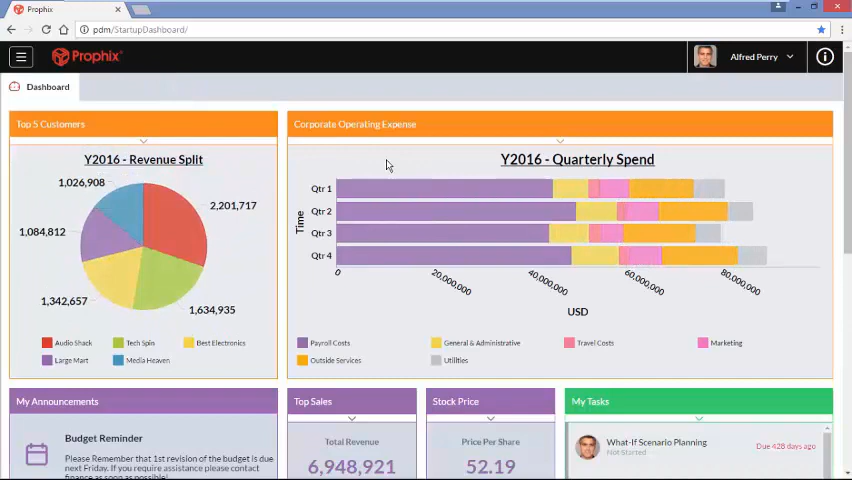 Prophix
pdm/StartupDashboard/
Prophix
Alfred Perry
Dashboard
Top 5 Customers
Y2016 - Revenue Split
1,026,908
2,201,717
1,084,812
1,342,657
1,634,935
Audio Shack
Tech Spin
Best Electronics
Large Mart
Media Heaven
Corporate Operating Expense
Y2016 - Quarterly Spend
Time
Qtr 1
Qtr 2
Qtr 3
Qtr 4
0
20,000,000
40,000,000
60,000,000
80,000,000
USD
Payroll Costs
General & Administrative
Travel Costs
Marketing
Outside Services
Utilities
My Announcements
Budget Reminder
Please Remember that 1st revision of the budget is due
next Friday. If you require assistance please contact
finance as soon as possible!
Top Sales
Total Revenue
6,948,921
Stock Price
Price Per Share
52.19
My Tasks
What-If Scenario Planning
Not Started
Due 428 days ago